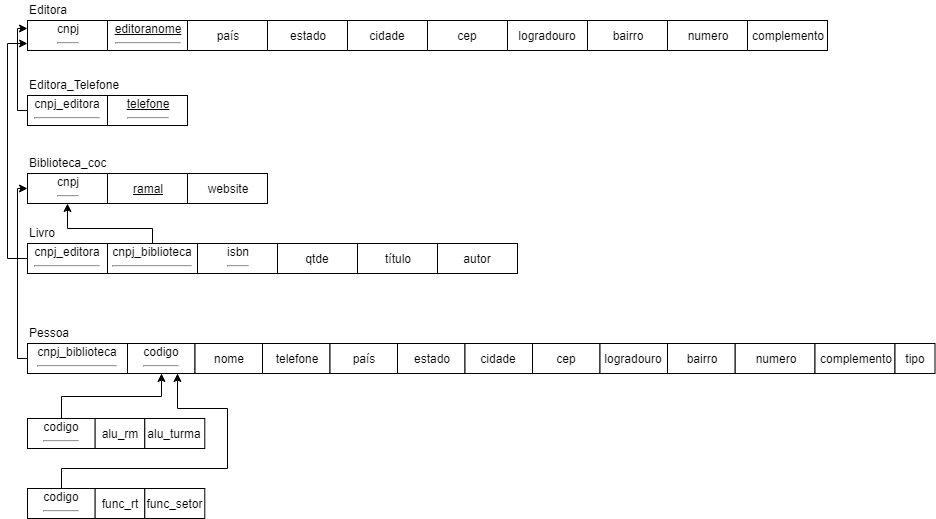 Editora
cnpj editoranome país estado cidade cep logradouro bairro numero complemento
Editora_Telefone
cnpj_editora telefone
Biblioteca_coc
cnpj ramal website
Livro
cnpj_editora cnpj_biblioteca isbn qtde título autor
Pessoa
cnpj_biblioteca codigo nome telefone país estado cidade cep logradouro bairro numero complemento tipo
codigo alu_rm alu_turma
codigo func_rt func_setor